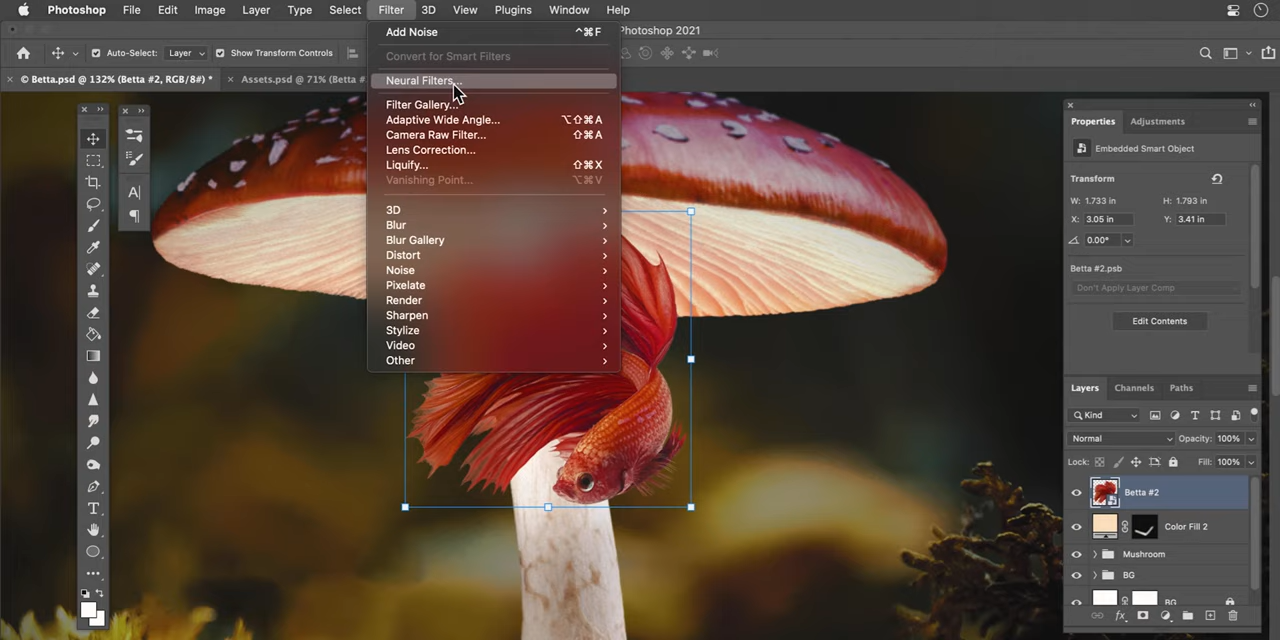 Photoshop File Edit Image Layer Type Select Filter 3D View Plugins Window Help
Photoshop 2021
Auto-Select: Layer Show Transform Controls
© Betta.psd @ 132% (Betta #2, RGB/8#) * Assets.psd @ 71% (Betta #
Add Noise ^⌘F
Convert for Smart Filters
Neural Filters...
Filter Gallery...
Adaptive Wide Angle... ⌥⇧⌘A
Camera Raw Filter... ⇧⌘A
Lens Correction...
Liquify... ⇧⌘X
Vanishing Point... ⌥⌘V
3D
Blur
Blur Gallery
Distort
Noise
Pixelate
Render
Sharpen
Stylize
Video
Other
Properties Adjustments
Embedded Smart Object
Transform
W: 1.733 in H: 1.793 in
X: 3.05 in Y: 3.41 in
0.00°
Betta #2.psb
Don't Apply Layer Comp
Edit Contents
Layers Channels Paths
Kind
Normal Opacity: 100%
Lock: Fill: 100%
Betta #2
Color Fill 2
Mushroom
BG
BG